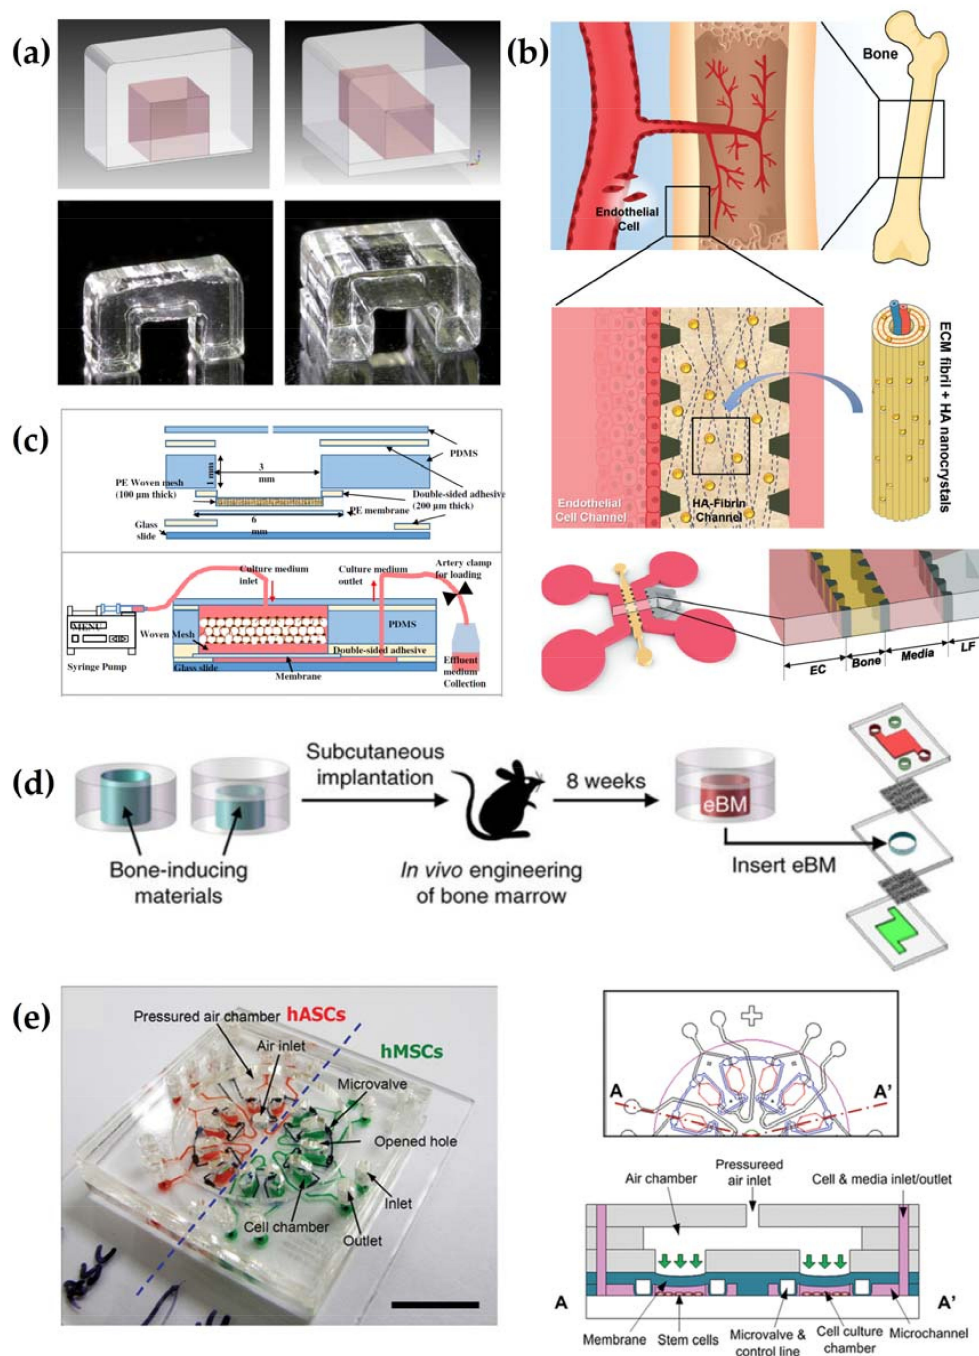 (a)
(b)
Bone
Endothelial
Cell
ECM fibril + HA nanocrystals
Endothelial
Cell Channel
HA-Fibrin
Channel
EC
Bone
Media
LF
(c)
PDMS
3
mm
1 mm
PE Woven mesh
(100 μm thick)
Double-sided adhesive
(200 μm thick)
PE membrane
6
mm
Glass
slide
Artery clamp
for loading
Culture medium
inlet
Culture medium
outlet
MENU
PDMS
Woven Mesh
Double-sided adhesive
Glass slide
Membrane
Syringe Pump
Effluent
medium
Collection
(d)
Subcutaneous
implantation
8 weeks
eBM
Bone-inducing
materials
In vivo engineering
of bone marrow
Insert eBM
(e)
Pressured air chamber
hASCs
Air inlet
hMSCs
Microvalve
Opened hole
Inlet
Cell chamber
Outlet
A
A'
Air chamber
Pressureed
air inlet
Cell & media inlet/outlet
A
A'
Membrane
Stem cells
Microvalve &
control line
Cell culture
chamber
Microchannel